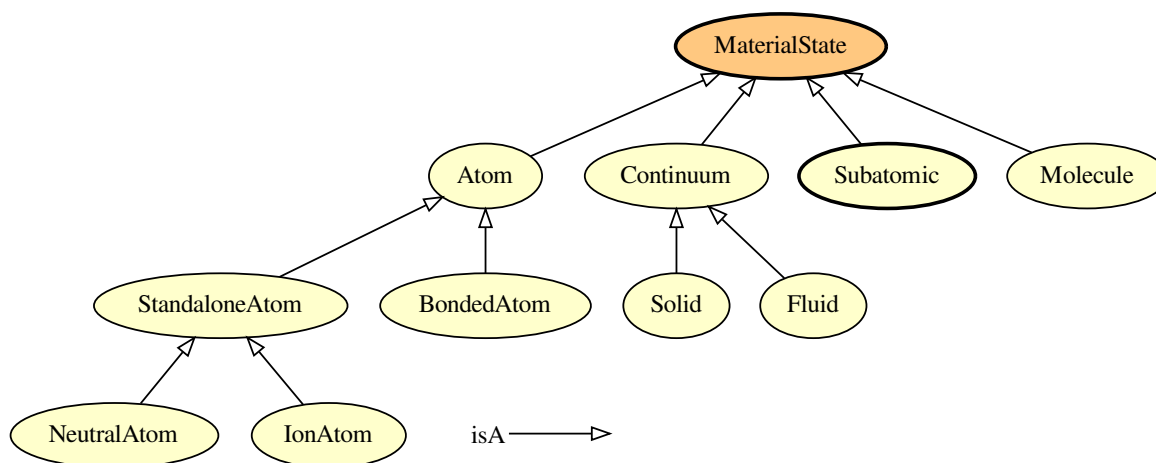 MaterialState
Atom
Continuum
Subatomic
Molecule
StandaloneAtom
BondedAtom
Solid
Fluid
NeutralAtom
IonAtom
isA